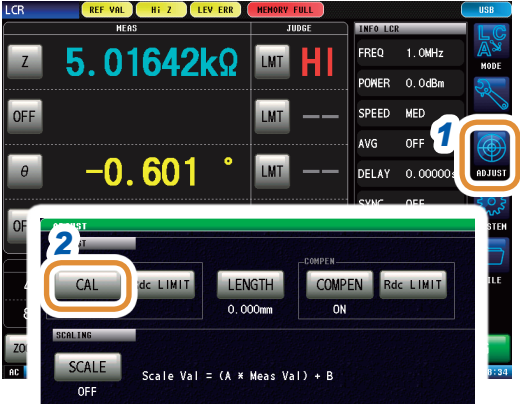 LCR REF VAL Hi Z LEV ERR MEMORY FULL USB
MEAS JUDGE INFO LCR
Z 5.01642kΩ LMT HI
FREQ 1.0MHz
MODE
POWER 0.0dBm
OFF LMT --
SPEED MED
AVG OFF
1
θ -0.601 ° LMT --
DELAY 0.00000s
ADJUST
ADJUST
2
COMPEN
CAL Rdc LIMIT LENGTH COMPEN Rdc LIMIT
0.000mm ON
SCALING
SCALE
Scale Val = (A * Meas Val) + B
OFF
AC
8:34